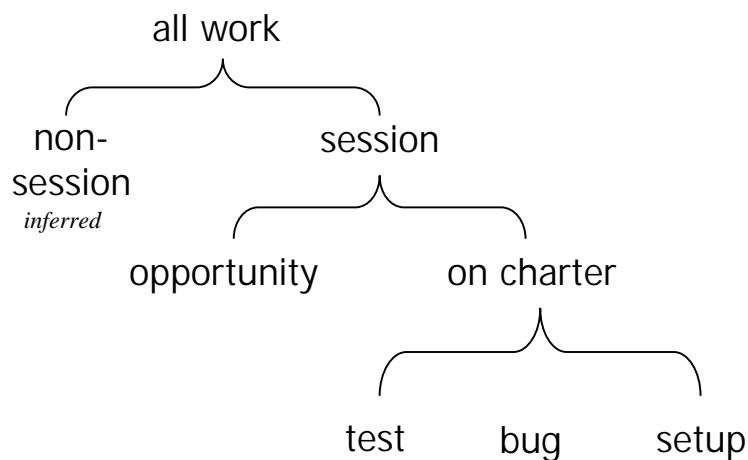 all work
non-
session
session
inferred
opportunity
on charter
test
bug
setup